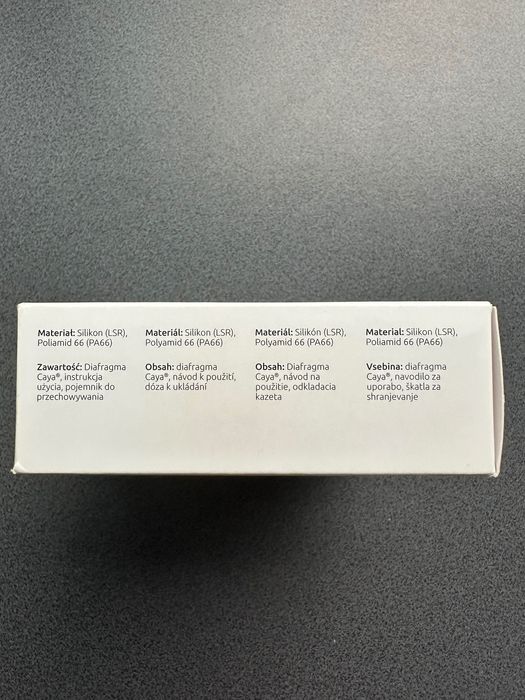 Materiał: Silikon (LSR),
Poliamid 66 (PA66)
Zawartość: Diafragma
Caya®, instrukcja
użycia, pojemnik do
przechowywania
Materiál: Silikon (LSR),
Polyamid 66 (PA66)
Obsah: diafragma
Caya®, návod k použití,
dóza k ukládání
Materiál: Silikón (LSR),
Polyamid 66 (PA66)
Obsah: Diafragma
Caya®, návod na
použitie, odkladacia
kazeta
Material: Silikon (LSR),
Poliamid 66 (PA66)
Vsebina: diafragma
Caya®, navodilo za
uporabo, škatla za
shranjevanje